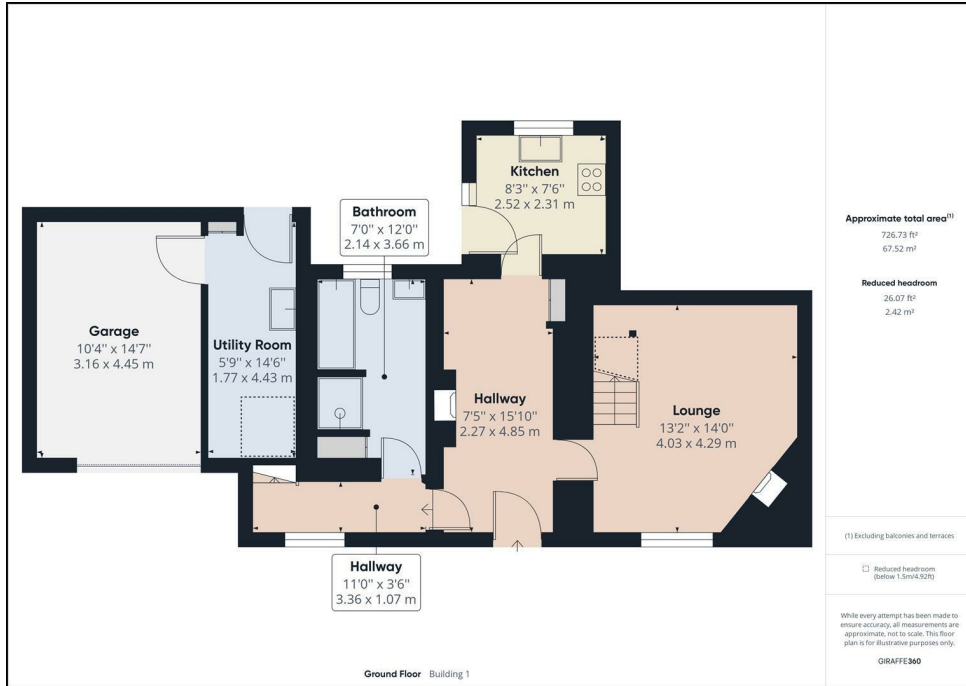 Kitchen
8'3" x 7'6"
2.52 x 2.31 m
Bathroom
7'0" x 12'0"
2.14 x 3.66 m
Garage
10'4" x 14'7"
3.16 x 4.45 m
Utility Room
5'9" x 14'6"
1.77 x 4.43 m
Hallway
7'5" x 15'10"
2.27 x 4.85 m
Lounge
13'2" x 14'0"
4.03 x 4.29 m
Hallway
11'0" x 3'6"
3.36 x 1.07 m
Ground Floor Building 1
Approximate total area(1)
726.73 ft²
67.52 m²
Reduced headroom
26.07 ft²
2.42 m²
(1) Excluding balconies and terraces
Reduced headroom
(below 1.5m/4.92ft)
While every attempt has been made to
ensure accuracy, all measurements are
approximate, not to scale. This floor
plan is for illustrative purposes only.
GIRAFFE360